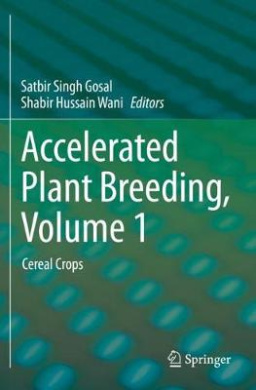 Satbir Singh Gosal
Shabir Hussain Wani Editors
Accelerated
Plant Breeding,
Volume 1
Cereal Crops
Springer